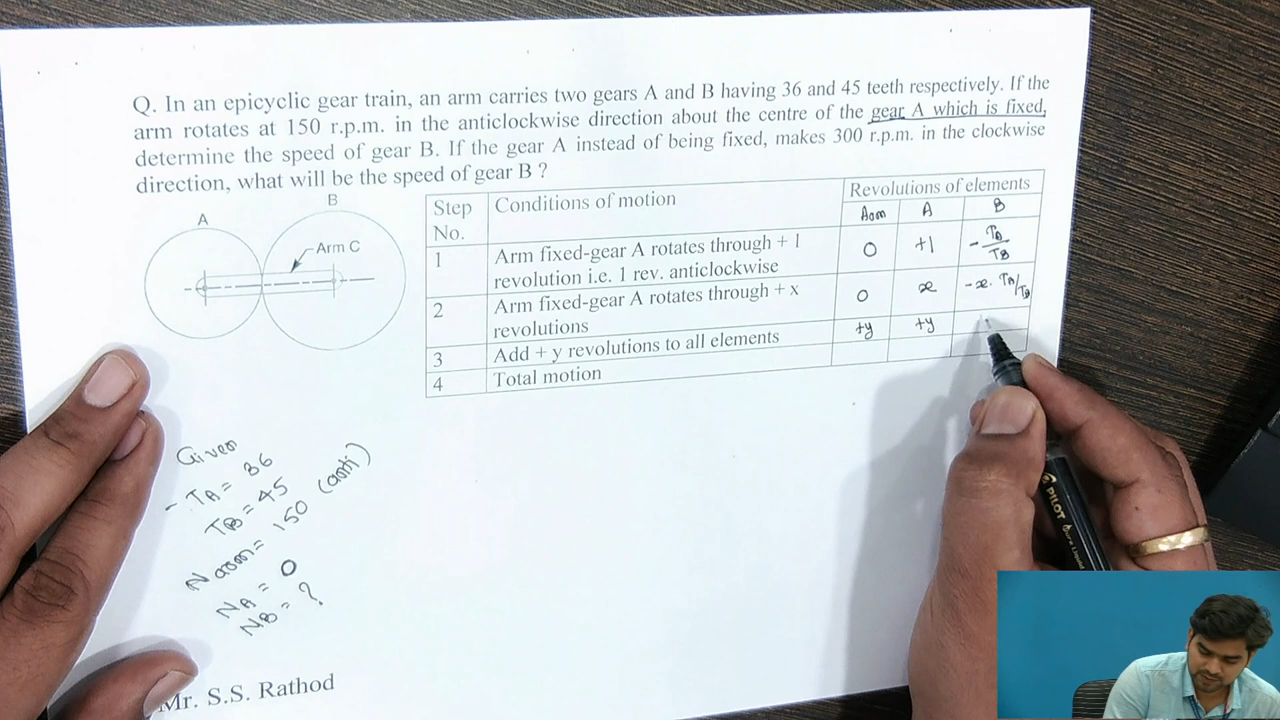 Q. In an epicyclic gear train, an arm carries two gears A and B having 36 and 45 teeth respectively. If the
arm rotates at 150 r.p.m. in the anticlockwise direction about the centre of the gear A which is fixed,
determine the speed of gear B. If the gear A instead of being fixed, makes 300 r.p.m. in the clockwise
direction, what will be the speed of gear B ?
A
B
Arm C
Step No.
Conditions of motion
Revolutions of elements
Arm
A
B
1
Arm fixed-gear A rotates through + 1
revolution i.e. 1 rev. anticlockwise
0
+1
- TA/TB
2
Arm fixed-gear A rotates through + x
revolutions
0
x
-x. TA/TB
3
Add + y revolutions to all elements
+y
+y
4
Total motion
Given
- TA = 36
TB = 45
Narm = 150 (anti)
NA = 0
NB = ?
Mr. S.S. Rathod
PILOT